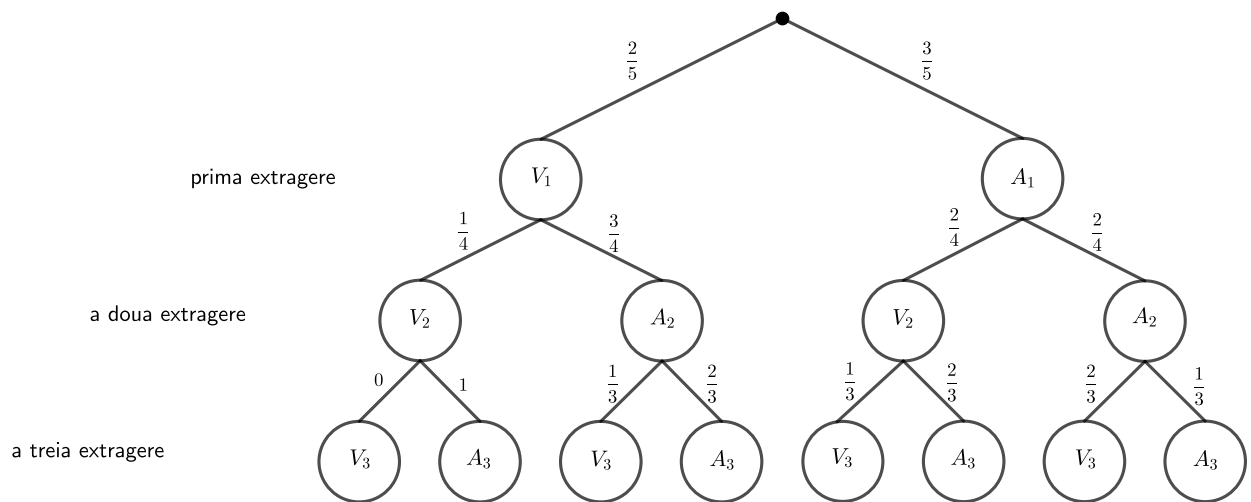 2/5 3/5
prima extragere V₁ A₁
1/4 3/4 2/4 2/4
a doua extragere V₂ A₂ V₂ A₂
0 1 1/3 2/3 1/3 2/3 2/3 1/3
a treia extragere V₃ A₃ V₃ A₃ V₃ A₃ V₃ A₃